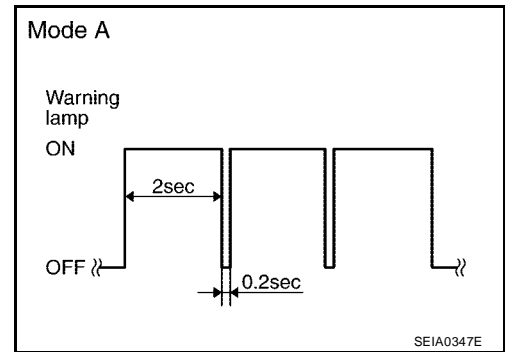 Mode A
Warning
lamp
ON
2sec
OFF
0.2sec
SEIA0347E